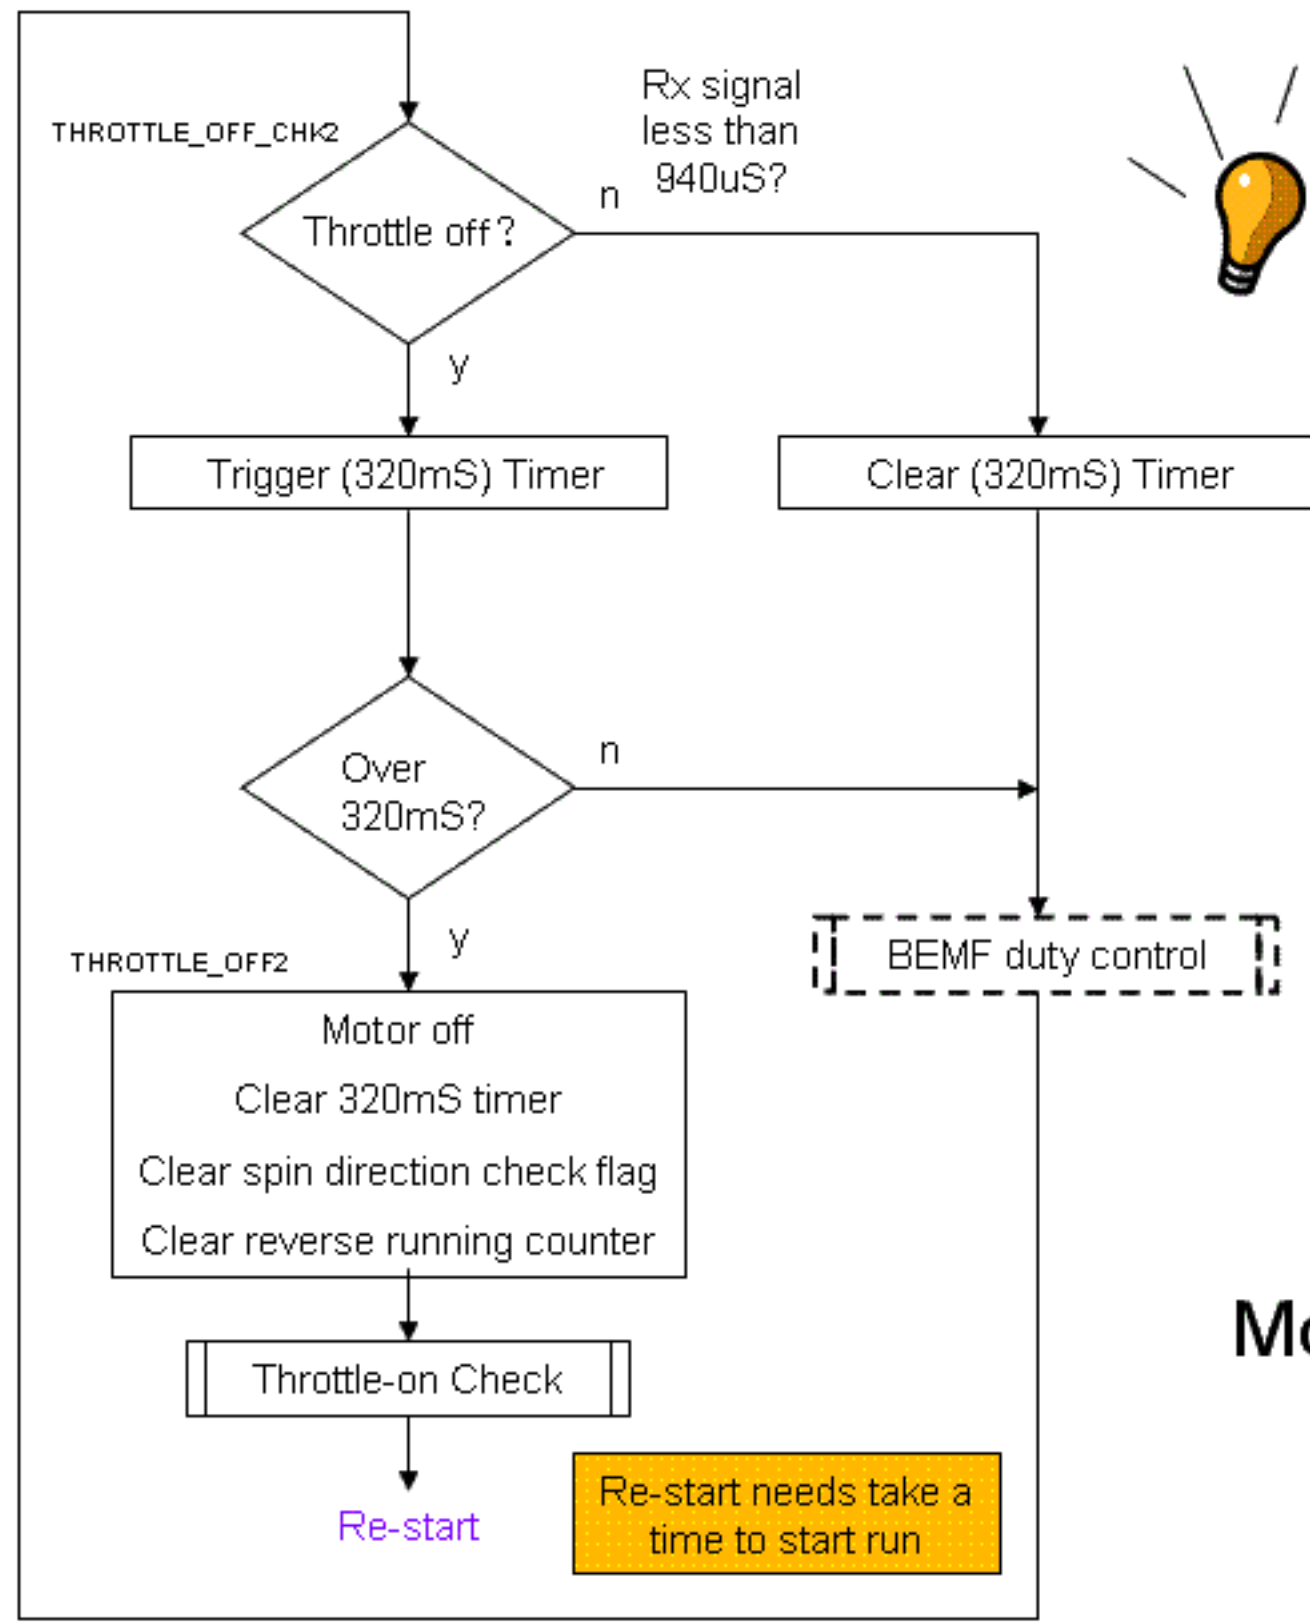 Rx signal
less than
940uS?
THROTTLE_OFF_CHK2
n
Throttle off?
y
Trigger (320mS) Timer
Clear (320mS) Timer
Over
320mS?
n
y
THROTTLE_OFF2
BEMF duty control
Motor off
Clear 320mS timer
Clear spin direction check flag
Clear reverse running counter
Mo
Throttle-on Check
Re-start
Re-start needs take a
time to start run